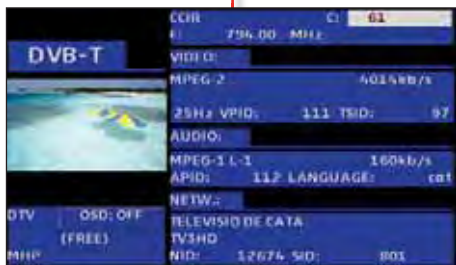 CCIR C: 61
F: 794.00 MHz
DVB-T
VIDEO:
MPEG-2 4014kb/s
25Hz VPID: 111 TSID: 97
AUDIO:
MPEG-1 L-1 160kb/s
APID: 112 LANGUAGE: cat
NETW.:
DTV OSD: OFF
(FREE)
MHP
TELEVISIO DE CATA
TV3HD
NID: 12674 SID: 801